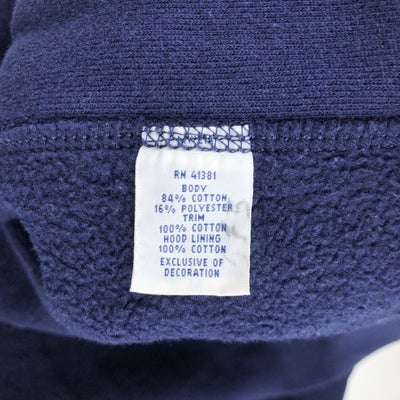 RN 41381
BODY
84% COTTON
16% POLYESTER
TRIM
100% COTTON
HOOD LINING
100% COTTON
EXCLUSIVE OF
DECORATION